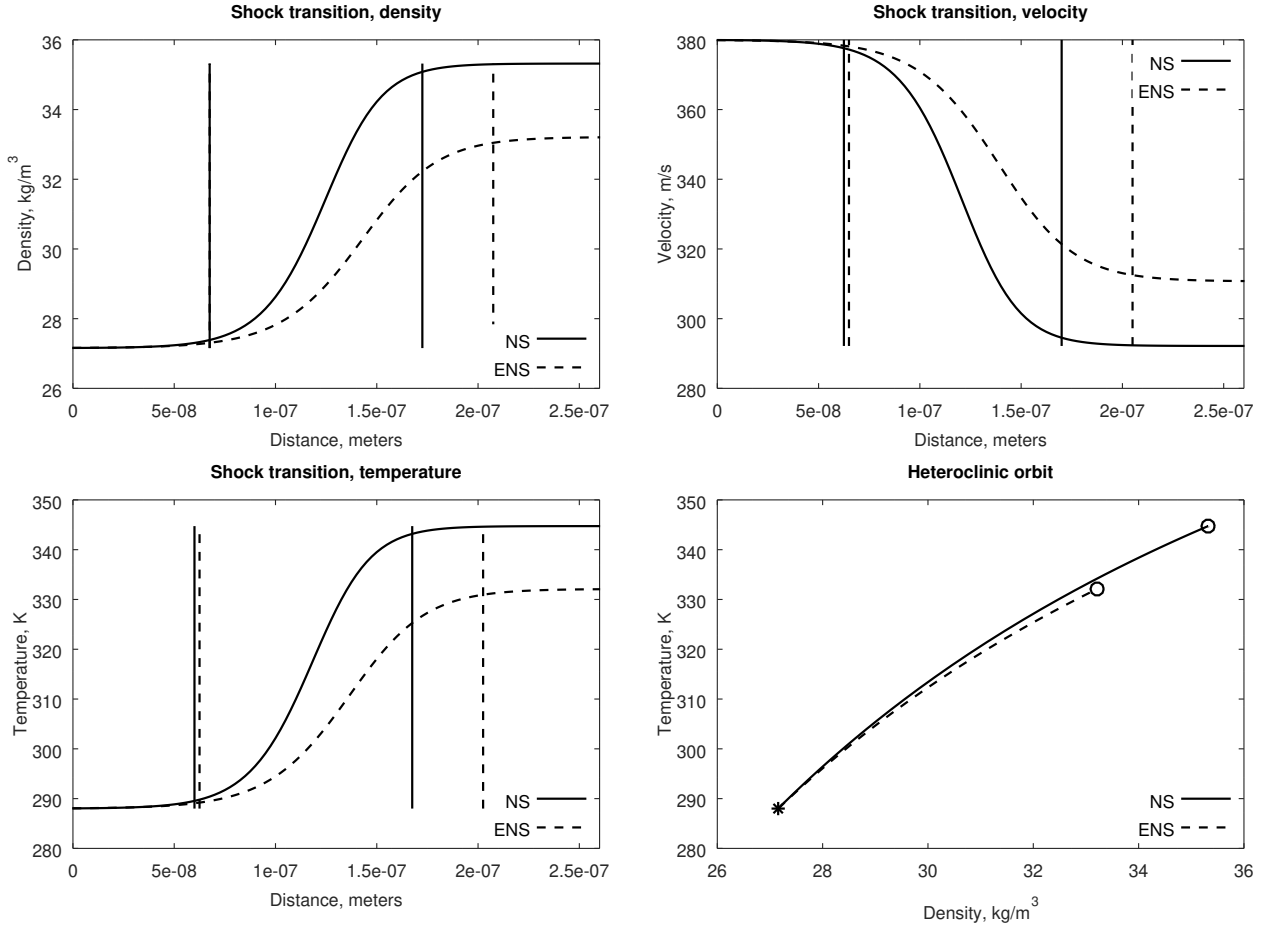 Shock transition, density
36
34
32
30
28
26
Density, kg/m³
NS
ENS
0
5e-08
1e-07
1.5e-07
2e-07
2.5e-07
Distance, meters
Shock transition, velocity
380
360
340
320
300
280
Velocity, m/s
NS
ENS
0
5e-08
1e-07
1.5e-07
2e-07
2.5e-07
Distance, meters
Shock transition, temperature
350
340
330
320
310
300
290
280
Temperature, K
NS
ENS
0
5e-08
1e-07
1.5e-07
2e-07
2.5e-07
Distance, meters
Heteroclinic orbit
350
340
330
320
310
300
290
280
Temperature, K
NS
ENS
26
28
30
32
34
36
Density, kg/m³